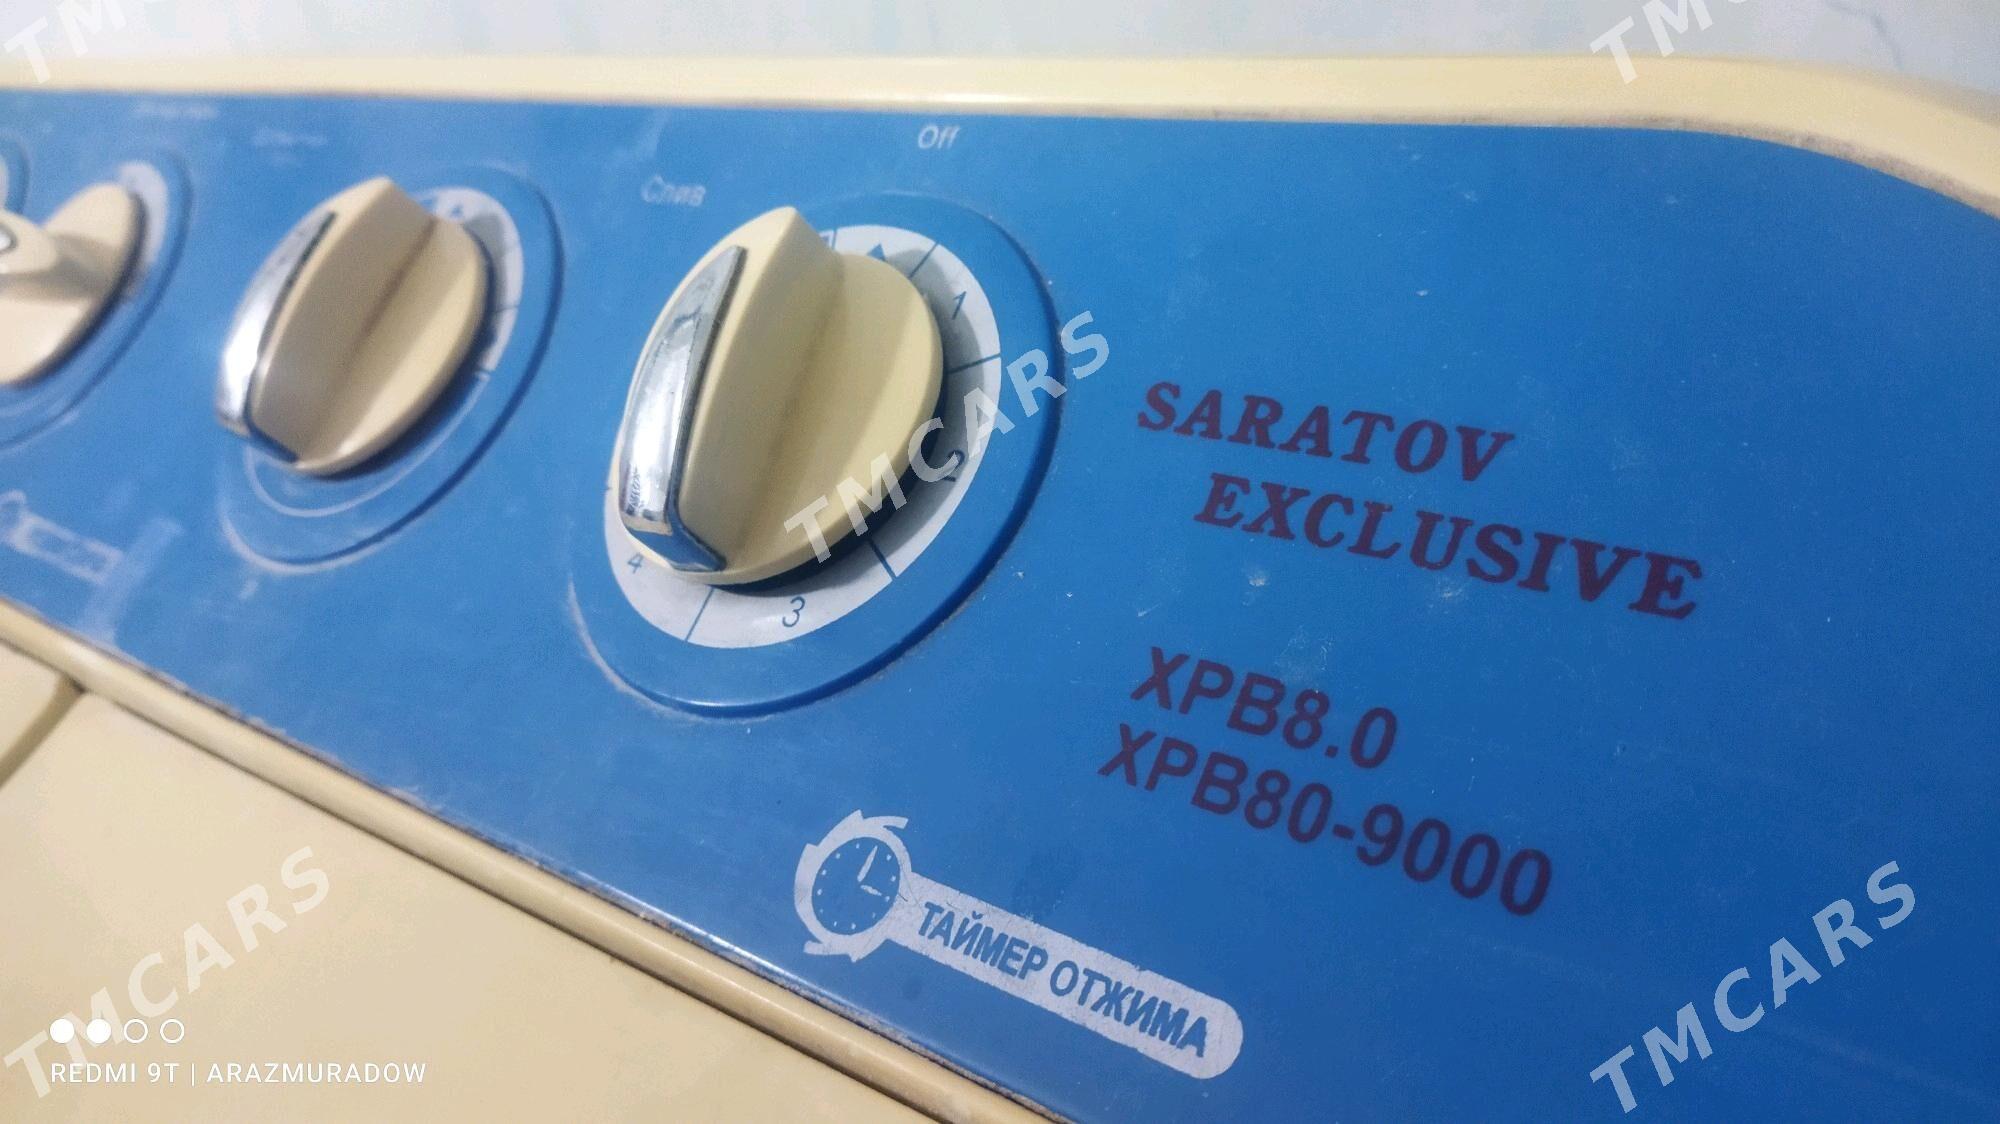 Off
Слив
1
2
3
4
SARATOV
EXCLUSIVE
XPB8.0
XPB80-9000
ТАЙМЕР ОТЖИМА
TMCARS
TMCARS
TMCARS
REDMI 9T | ARAZMURADOW